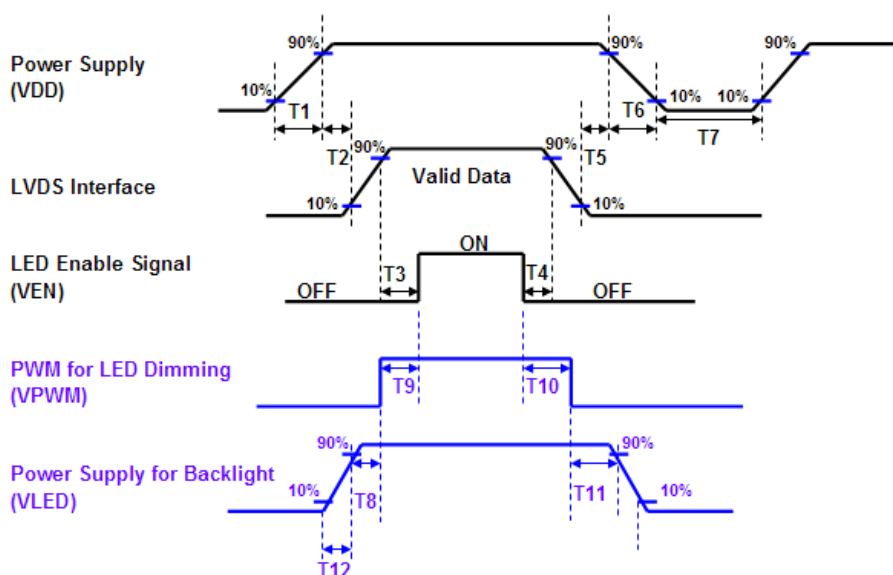 90%
90%
90%
Power Supply
(VDD)
10%
10%
10%
T1
T6
T7
T2
T5
90%
90%
LVDS Interface
Valid Data
10%
10%
LED Enable Signal
(VEN)
ON
T3
T4
OFF
OFF
PWM for LED Dimming
(VPWM)
T9
T10
90%
90%
Power Supply for Backlight
(VLED)
10%
10%
T8
T11
T12